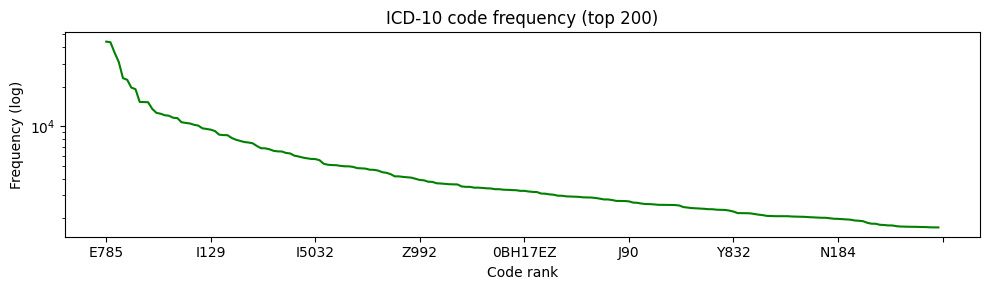 ICD-10 code frequency (top 200)
Frequency (log)
10^4
E785 I129 I5032 Z992 0BH17EZ J90 Y832 N184
Code rank